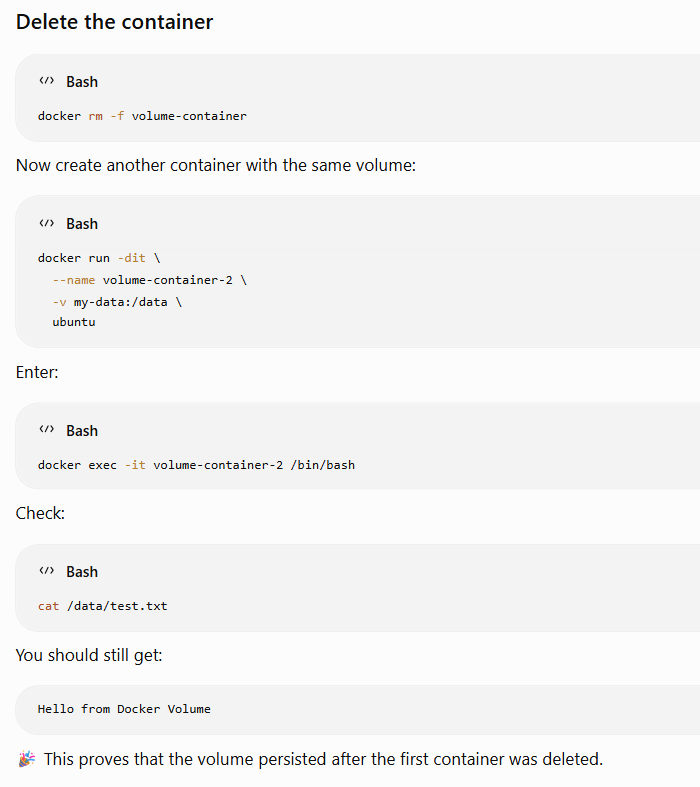 Delete the container
</> Bash
docker rm -f volume-container
Now create another container with the same volume:
</> Bash
docker run -dit \
--name volume-container-2 \
-v my-data:/data \
ubuntu
Enter:
</> Bash
docker exec -it volume-container-2 /bin/bash
Check:
</> Bash
cat /data/test.txt
You should still get:
Hello from Docker Volume
🎉 This proves that the volume persisted after the first container was deleted.